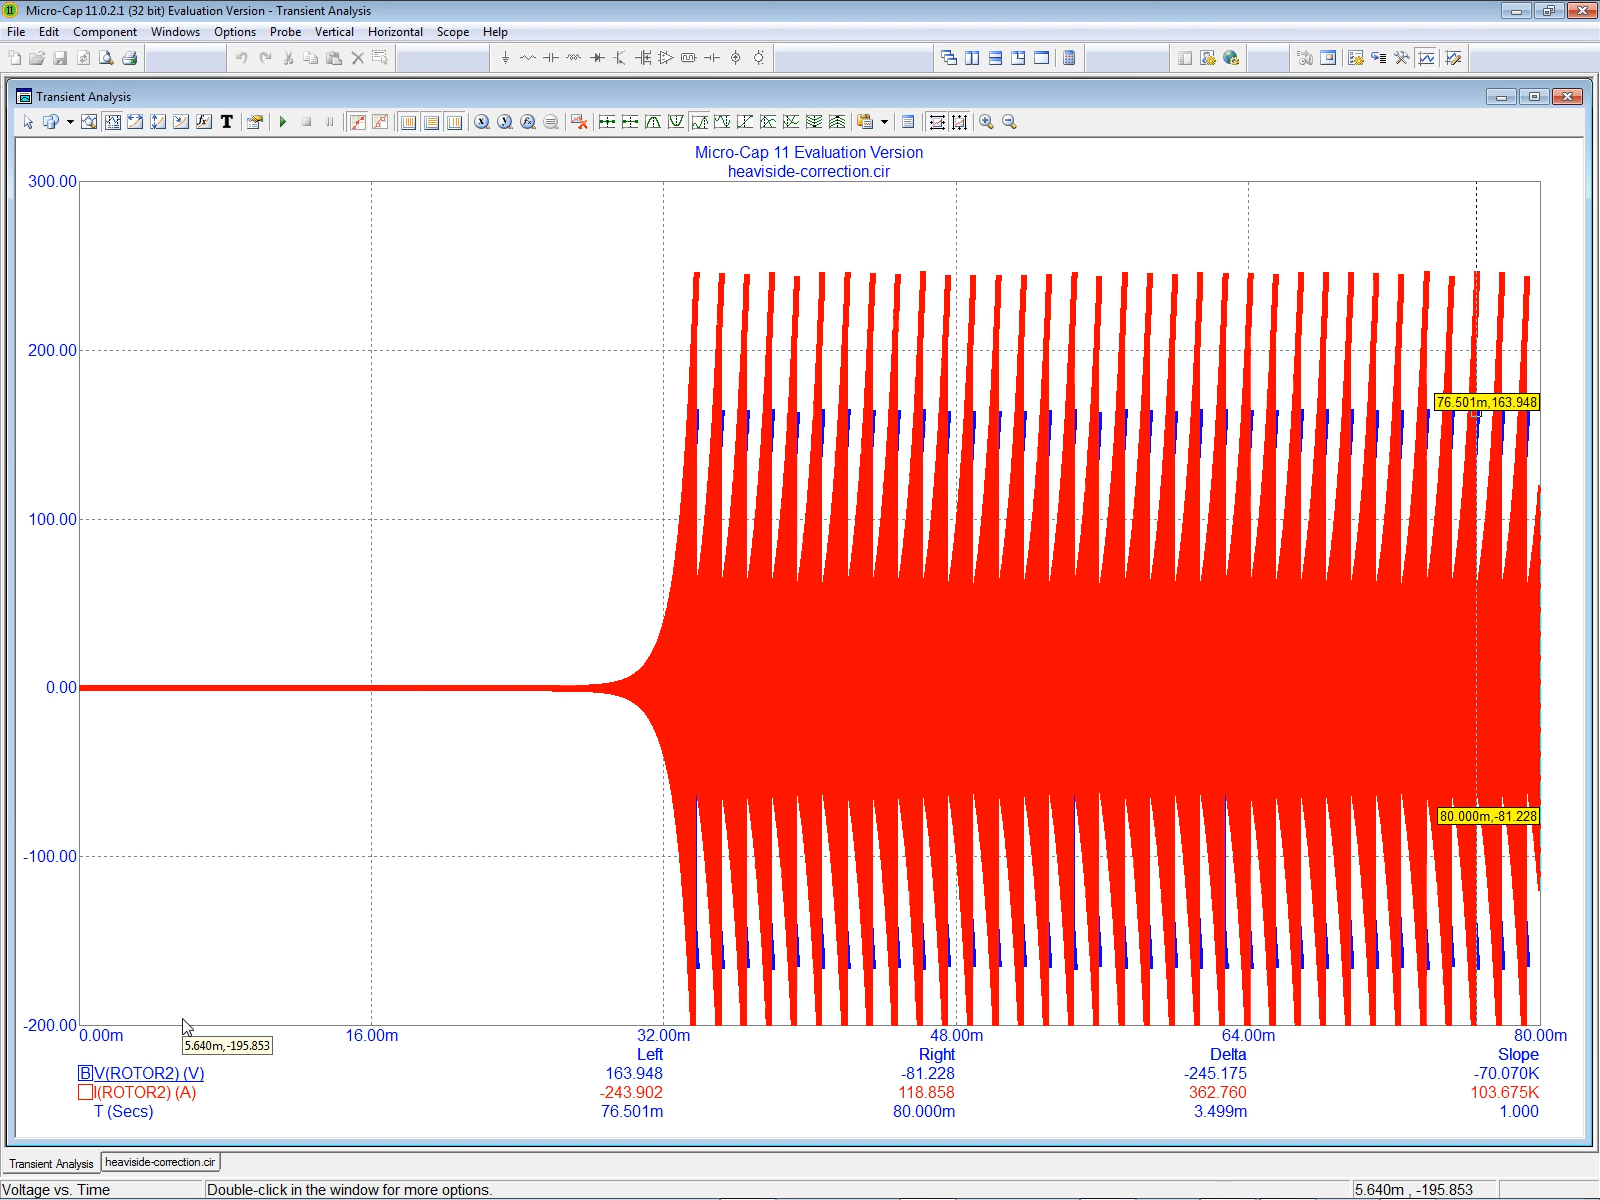 Micro-Cap 11.0.2.1 (32 bit) Evaluation Version - Transient Analysis
File Edit Component Windows Options Probe Vertical Horizontal Scope Help
Transient Analysis
T
Micro-Cap 11 Evaluation Version
heaviside-correction.cir
300.00
200.00
76.501m,163.948
100.00
0.00
80.000m,-81.228
-100.00
-200.00
0.00m 16.00m 32.00m 48.00m 64.00m 80.00m
5.640m,-195.853
Left Right Delta Slope
B V(ROTOR2) (V) 163.948 -81.228 -245.175 -70.070K
I(ROTOR2) (A) -243.902 118.858 362.760 103.675K
T (Secs) 76.501m 80.000m 3.499m 1.000
Transient Analysis heaviside-correction.cir
Voltage vs. Time Double-click in the window for more options. 5.640m , -195.853